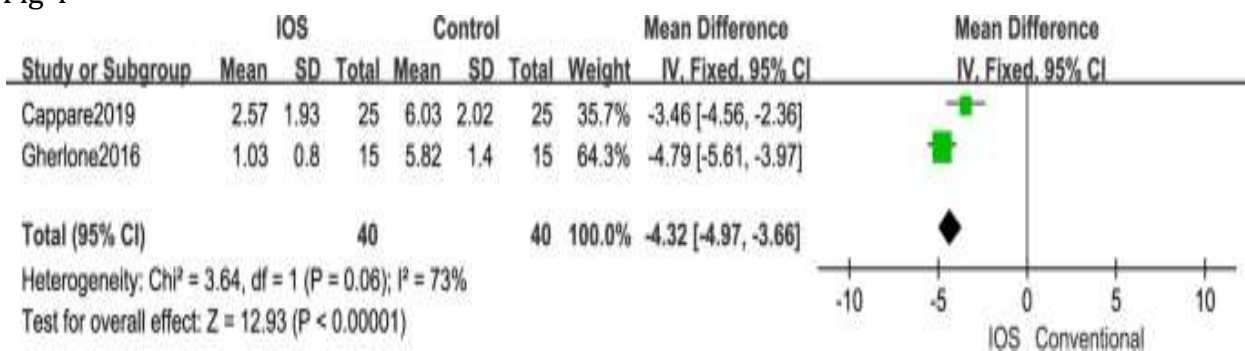 IOS Control Mean Difference Mean Difference
Study or Subgroup Mean SD Total Mean SD Total Weight IV, Fixed, 95% CI IV, Fixed, 95% CI
Cappare2019 2.57 1.93 25 6.03 2.02 25 35.7% -3.46 [-4.56, -2.36]
Gherlone2016 1.03 0.8 15 5.82 1.4 15 64.3% -4.79 [-5.61, -3.97]
Total (95% CI) 40 40 100.0% -4.32 [-4.97, -3.66]
Heterogeneity: Chi² = 3.64, df = 1 (P = 0.06); I² = 73%
Test for overall effect: Z = 12.93 (P < 0.00001)
-10 -5 0 5 10
IOS Conventional